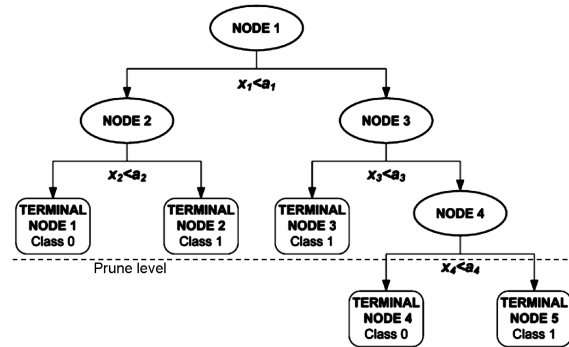 NODE 1
x1<a1
NODE 2
NODE 3
x2<a2
x3<a3
TERMINAL
NODE 1
Class 0
TERMINAL
NODE 2
Class 1
TERMINAL
NODE 3
Class 1
NODE 4
Prune level
x4<a4
TERMINAL
NODE 4
Class 0
TERMINAL
NODE 5
Class 1